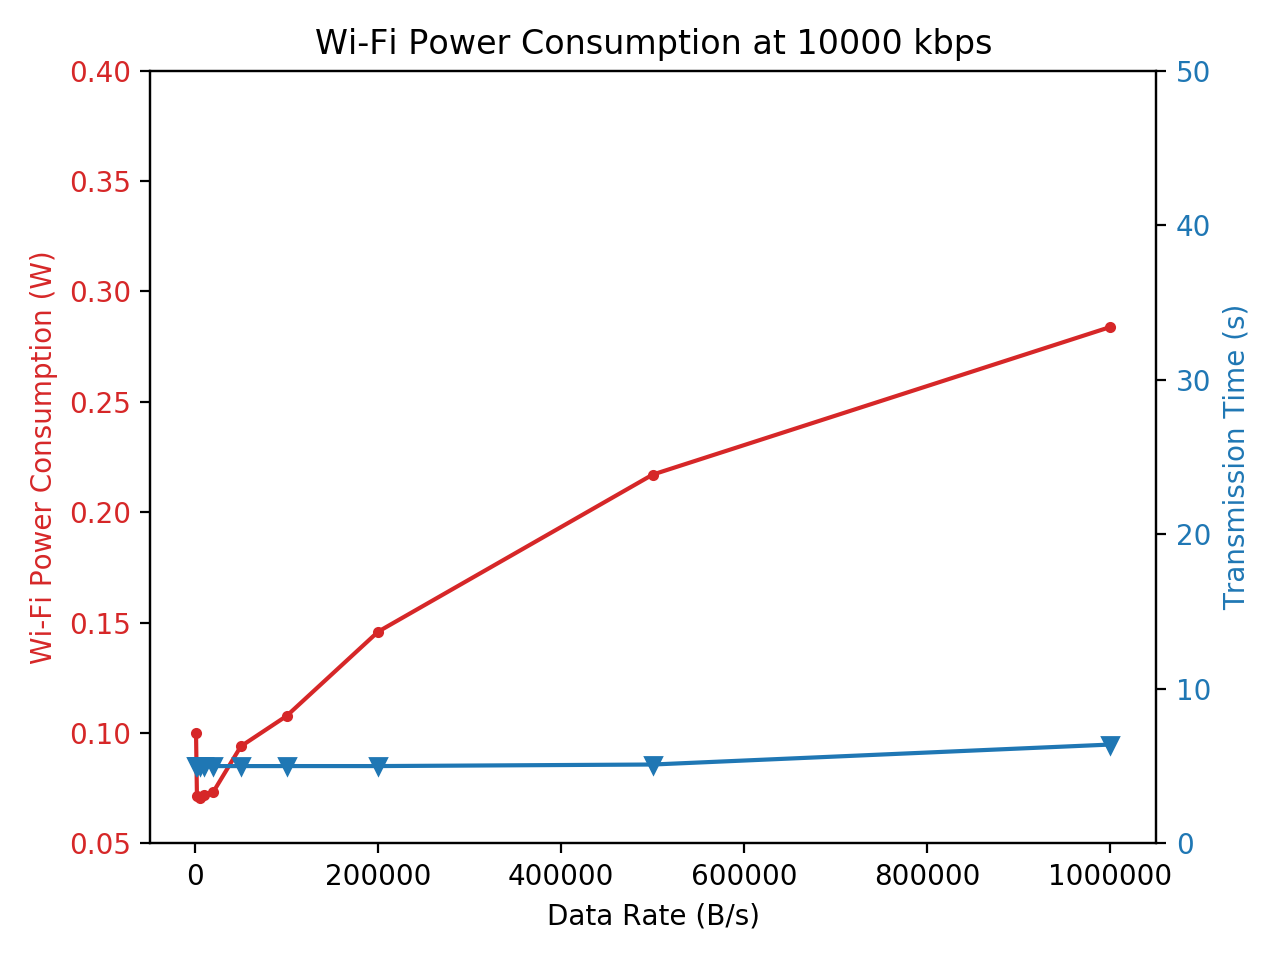 Wi-Fi Power Consumption at 10000 kbps
0.40
0.35
0.30
0.25
0.20
0.15
0.10
0.05
Wi-Fi Power Consumption (W)
50
40
30
20
10
0
Transmission Time (s)
0 200000 400000 600000 800000 1000000
Data Rate (B/s)